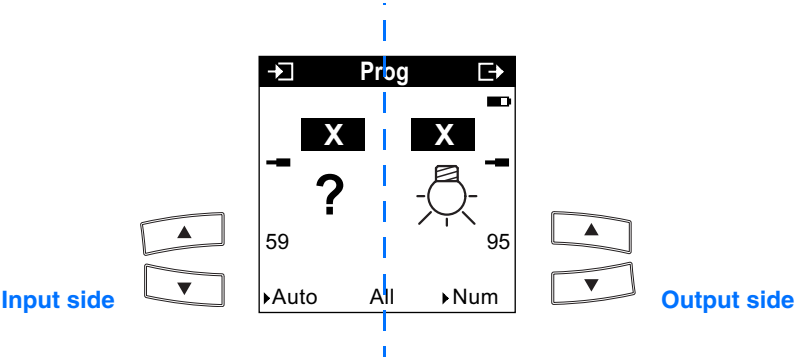 Prog
X X
?
59 95
Input side
▸Auto All ▸Num
Output side